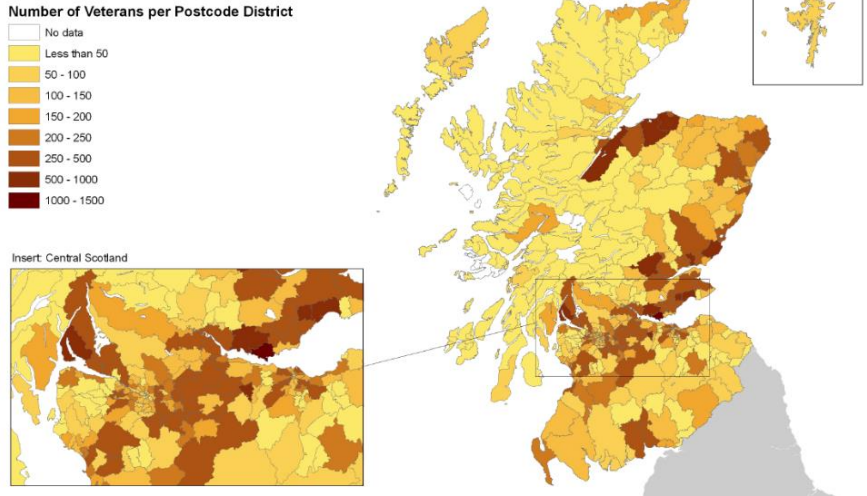 Number of Veterans per Postcode District
No data
Less than 50
50 - 100
100 - 150
150 - 200
200 - 250
250 - 500
500 - 1000
1000 - 1500
Insert: Central Scotland